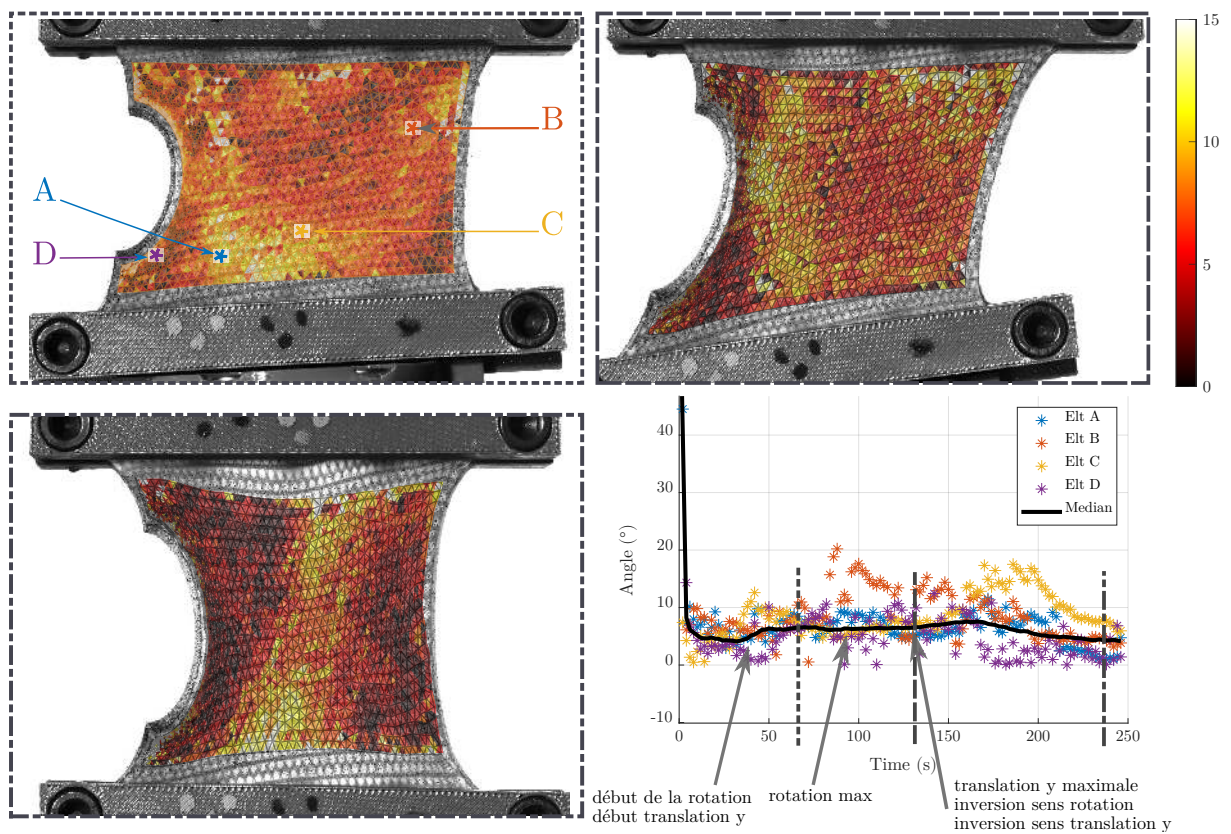 A
B
C
D
15
10
5
0
40
30
20
10
0
-10
Angle (°)
Elt A
Elt B
Elt C
Elt D
Median
0
50
100
150
200
250
Time (s)
début de la rotation
début translation y
rotation max
translation y maximale
inversion sens rotation
inversion sens translation y